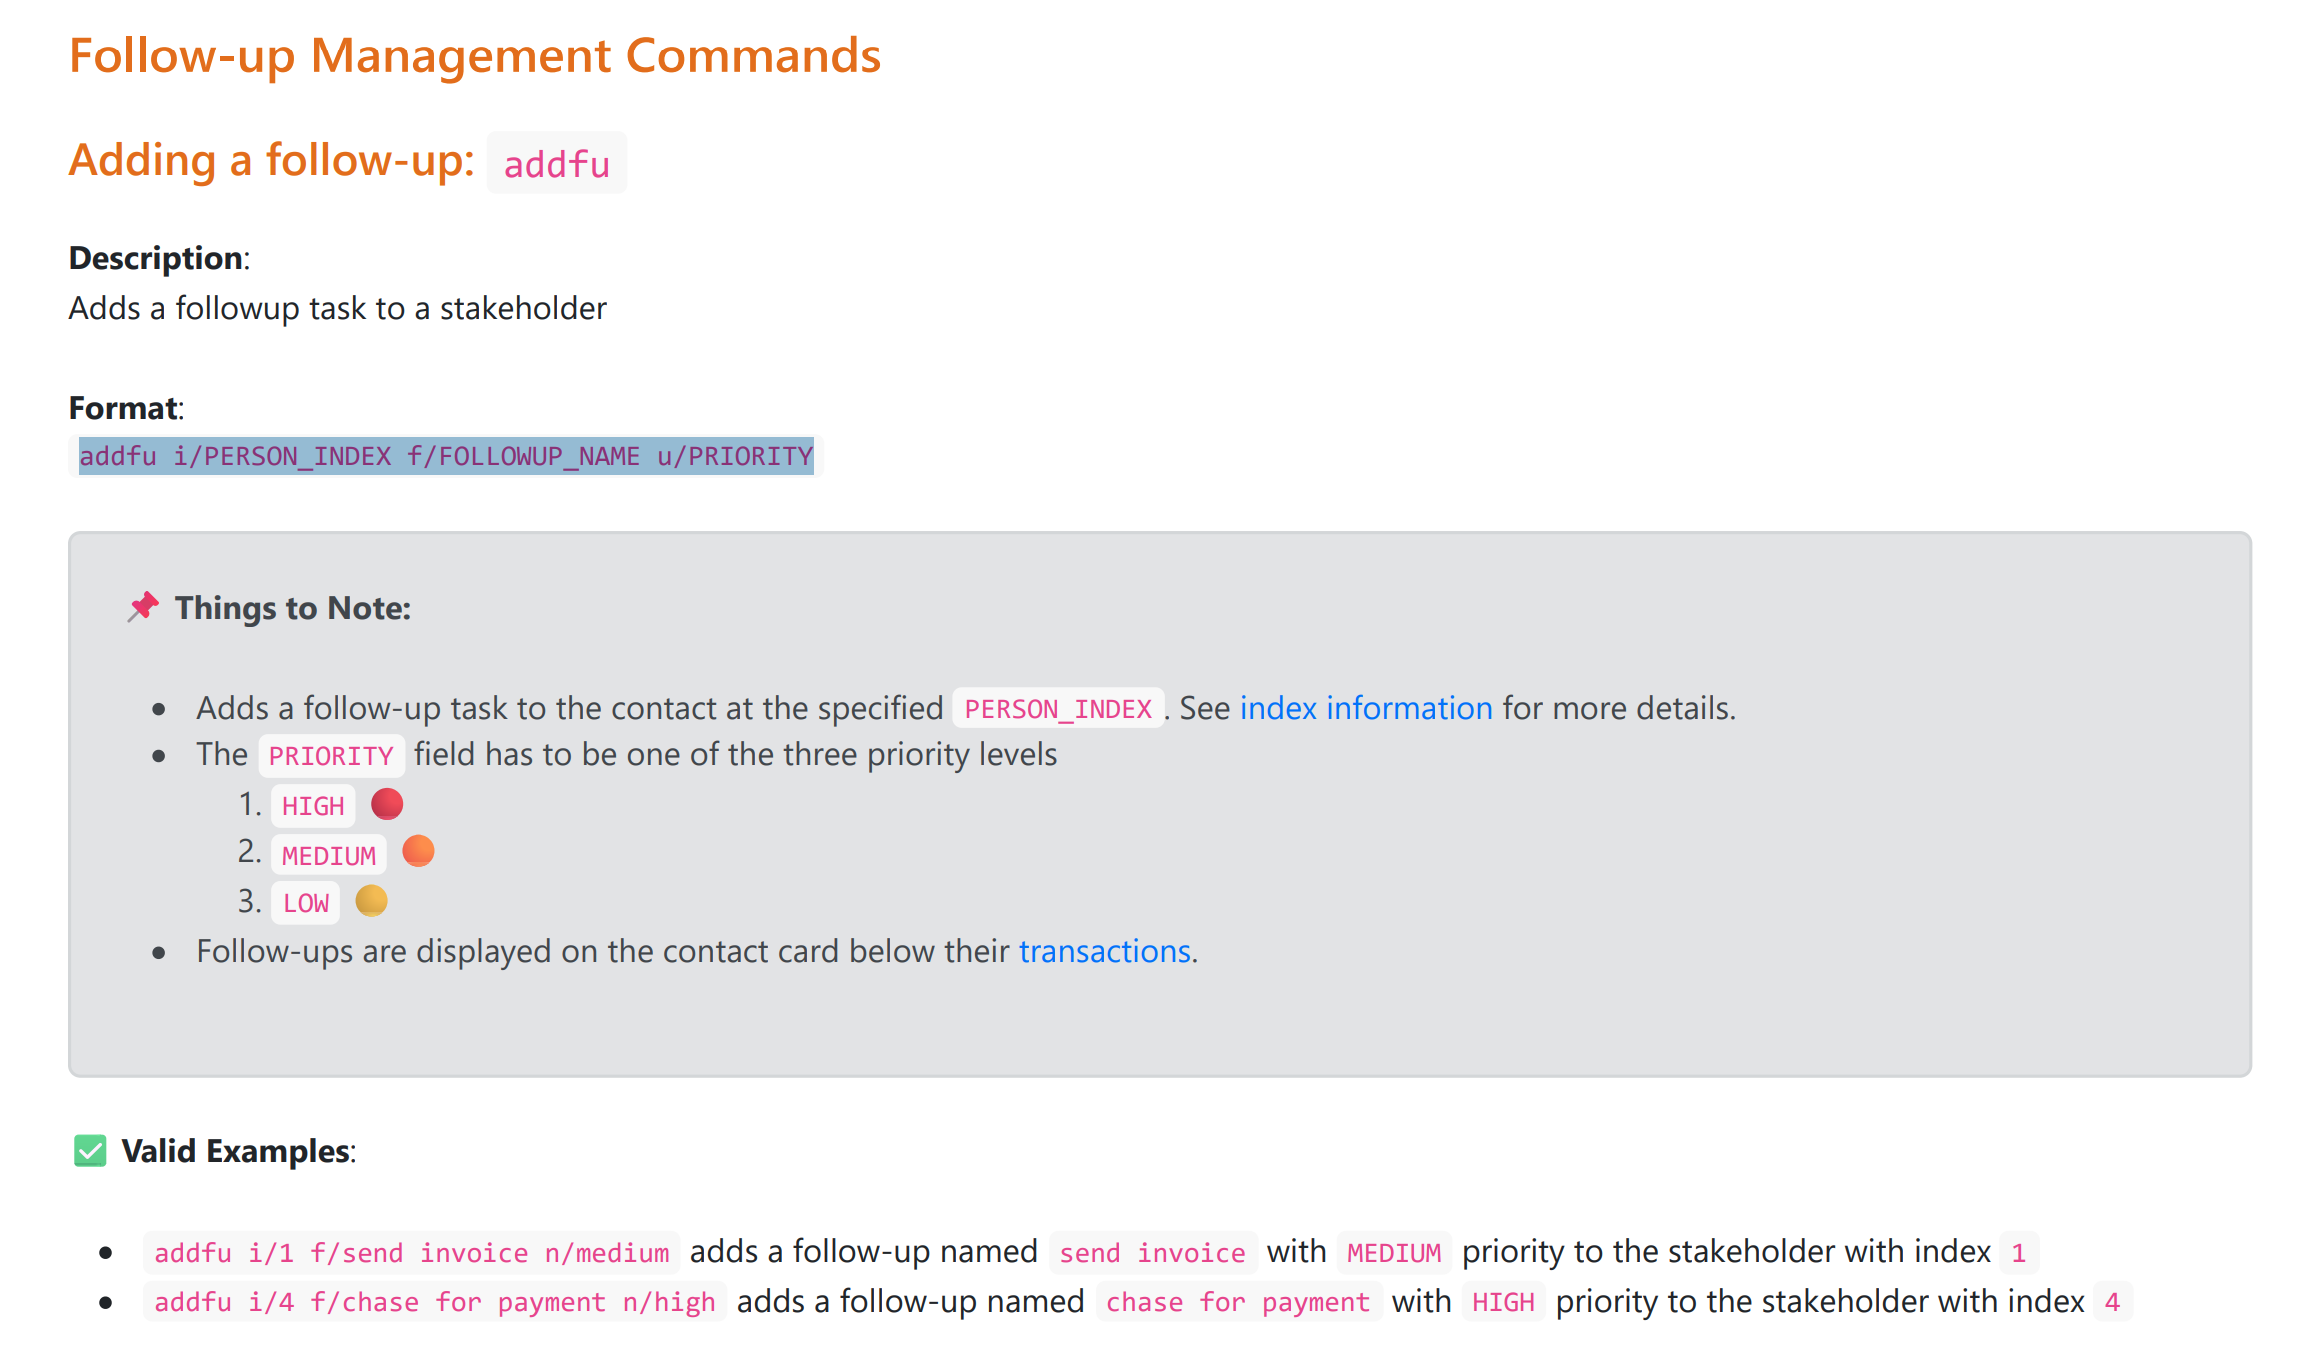 Follow-up Management Commands
Adding a follow-up: addfu
Description:
Adds a followup task to a stakeholder
Format:
addfu i/PERSON_INDEX f/FOLLOWUP_NAME u/PRIORITY
📌 Things to Note:
• Adds a follow-up task to the contact at the specified PERSON_INDEX. See index information for more details.
• The PRIORITY field has to be one of the three priority levels
1. HIGH 🔴
2. MEDIUM 🟠
3. LOW 🟡
• Follow-ups are displayed on the contact card below their transactions.
✅ Valid Examples:
• addfu i/1 f/send invoice n/medium adds a follow-up named send invoice with MEDIUM priority to the stakeholder with index 1
• addfu i/4 f/chase for payment n/high adds a follow-up named chase for payment with HIGH priority to the stakeholder with index 4